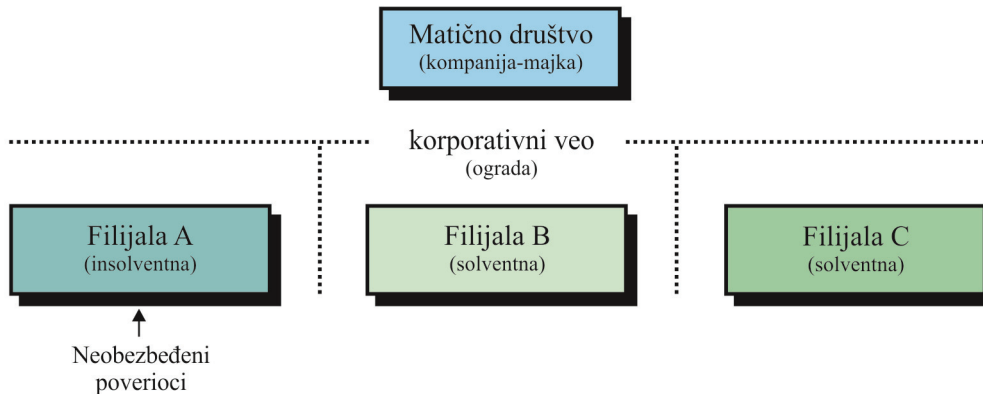 Matično društvo
(kompanija-majka)
korporativni veo
(ograda)
Filijala A
(insolventna)
Filijala B
(solventna)
Filijala C
(solventna)
Neobezbeđeni
poverioci